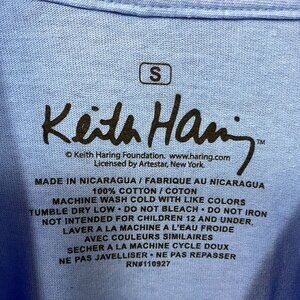 S
Keith Haring™
© Keith Haring Foundation. www.haring.com
Licensed by Artestar, New York.
MADE IN NICARAGUA / FABRIQUE AU NICARAGUA
100% COTTON / COTON
MACHINE WASH COLD WITH LIKE COLORS
TUMBLE DRY LOW • DO NOT BLEACH • DO NOT IRON
NOT INTENDED FOR CHILDREN 12 AND UNDER.
LAVER A LA MACHINE A L'EAU FROIDE
AVEC COULEURS SIMILAIRES
SECHER A LA MACHINE CYCLE DOUX
NE PAS JAVELLISER • NE PAS REPASSER
RN#110927